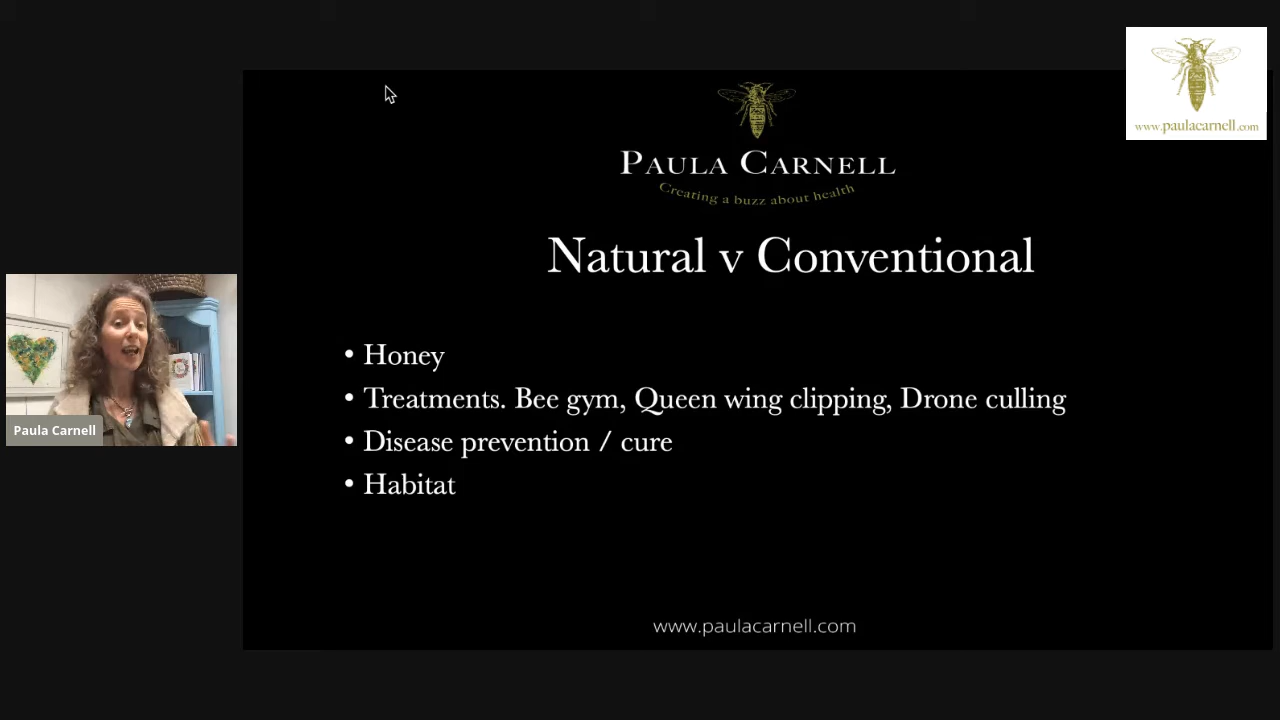 www.paulacarnell.com
PAULA CARNELL
Creating a buzz about health
Natural v Conventional
• Honey
• Treatments. Bee gym, Queen wing clipping, Drone culling
• Disease prevention / cure
• Habitat
Paula Carnell
www.paulacarnell.com